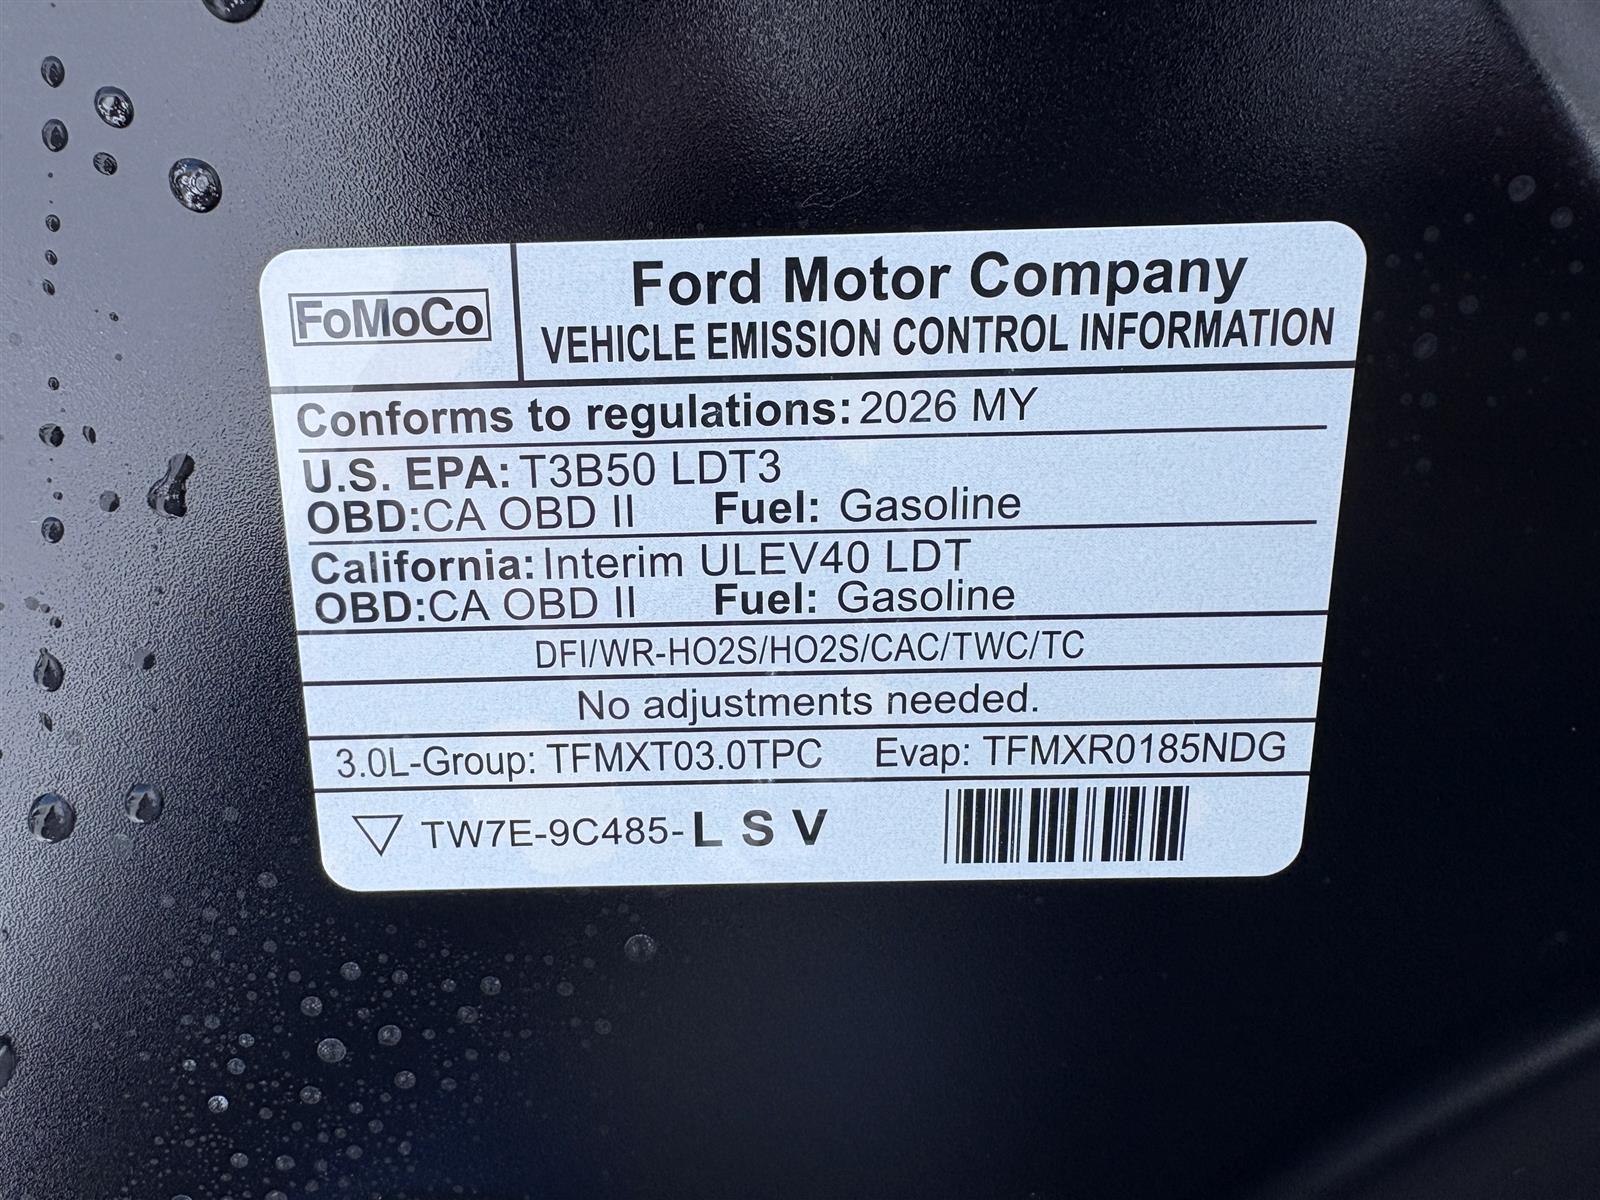 FoMoCo
Ford Motor Company
VEHICLE EMISSION CONTROL INFORMATION
Conforms to regulations: 2026 MY
U.S. EPA: T3B50 LDT3
OBD:CA OBD II Fuel: Gasoline
California: Interim ULEV40 LDT
OBD:CA OBD II Fuel: Gasoline
DFI/WR-HO2S/HO2S/CAC/TWC/TC
No adjustments needed.
3.0L-Group: TFMXT03.0TPC Evap: TFMXR0185NDG
TW7E-9C485-L S V